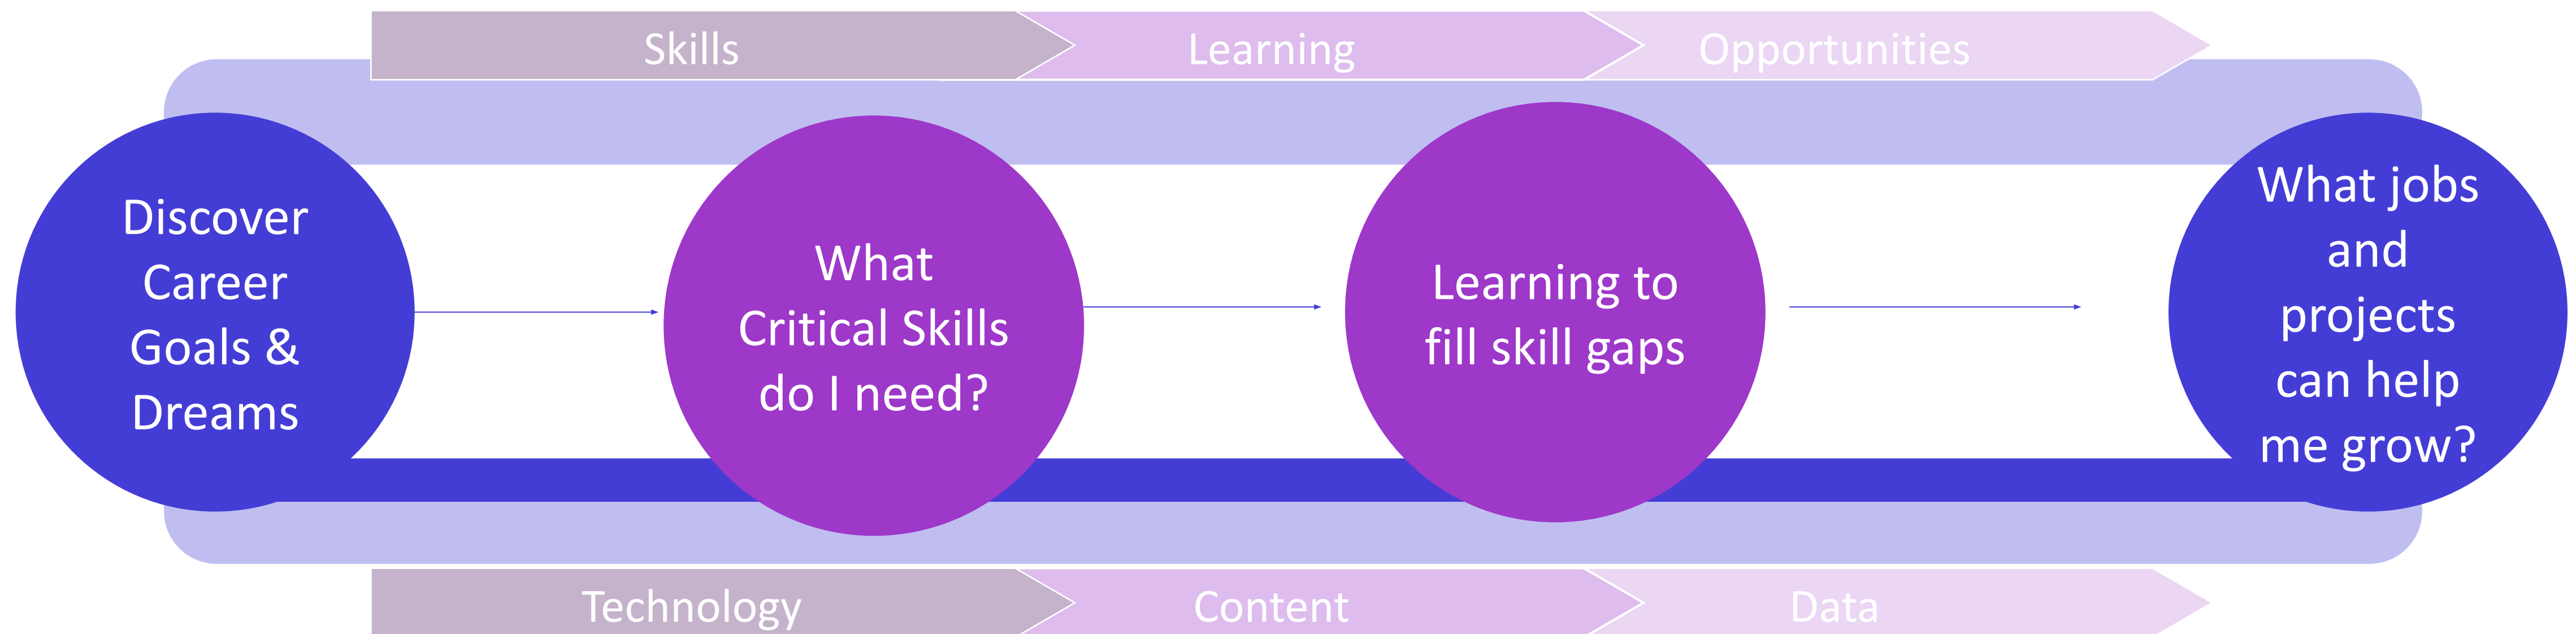 Skills
Learning
Opportunities
Discover
Career
Goals &
Dreams
What
Critical Skills
do I need?
Learning to
fill skill gaps
What jobs
and
projects
can help
me grow?
Technology
Content
Data